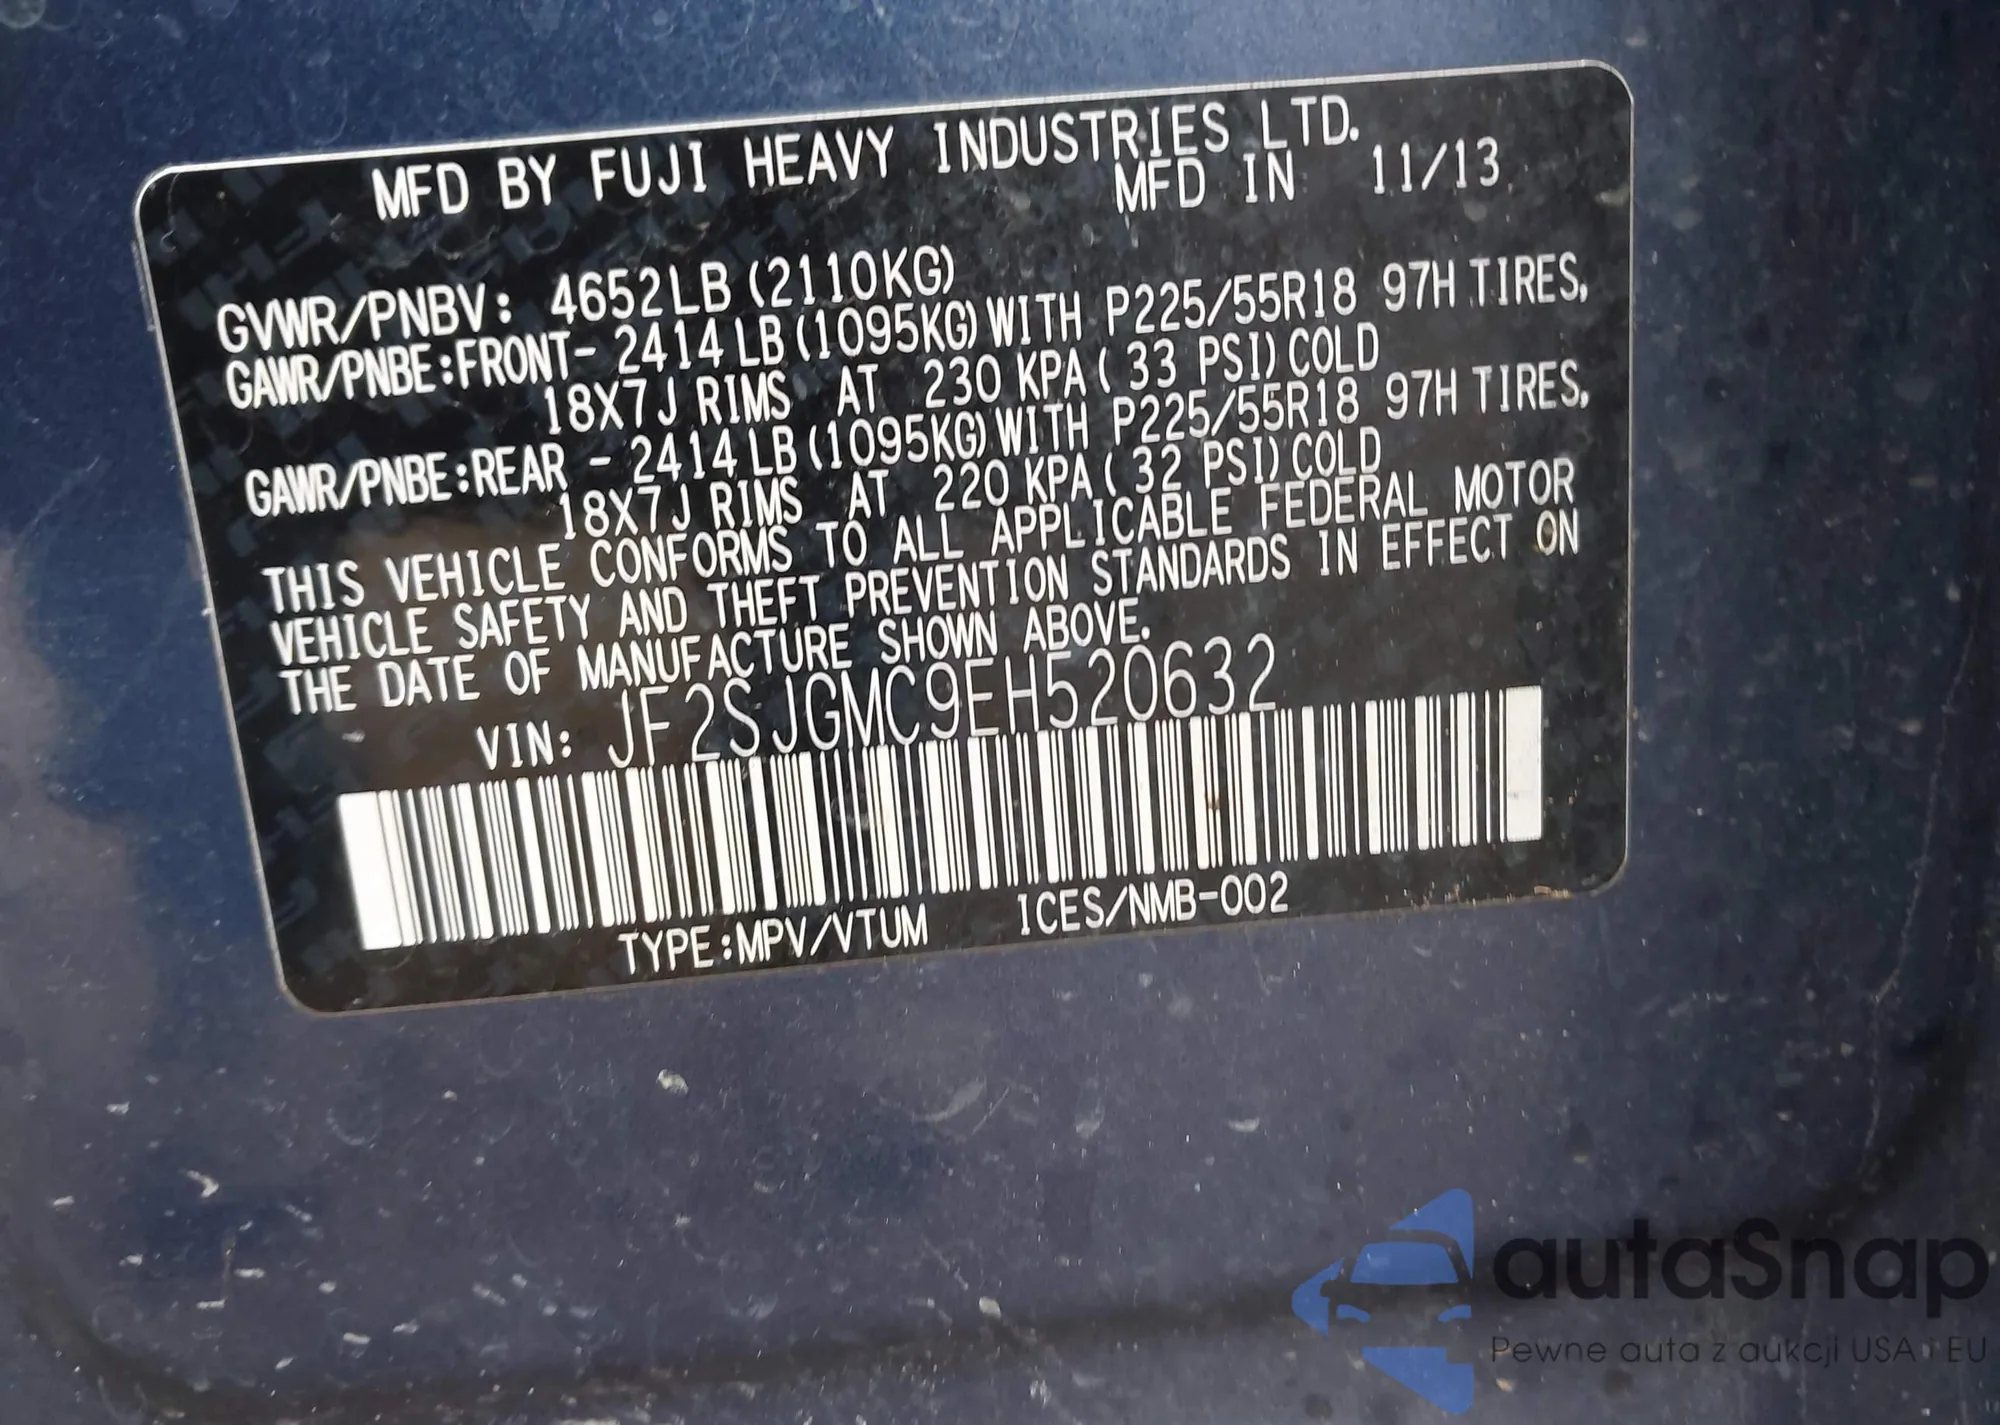 MFD BY FUJI HEAVY INDUSTRIES LTD.
MFD IN 11/13
GVWR/PNBV: 4652LB (2110KG)
GAWR/PNBE:FRONT- 2414 LB (1095KG) WITH P225/55R18 97H TIRES,
18X7J RIMS AT 230 KPA ( 33 PSI) COLD
GAWR/PNBE:REAR - 2414 LB (1095KG) WITH P225/55R18 97H TIRES,
18X7J RIMS AT 220 KPA ( 32 PSI) COLD
THIS VEHICLE CONFORMS TO ALL APPLICABLE FEDERAL MOTOR
VEHICLE SAFETY AND THEFT PREVENTION STANDARDS IN EFFECT ON
THE DATE OF MANUFACTURE SHOWN ABOVE.
VIN: JF2SJGMC9EH520632
TYPE:MPV/VTUM ICES/NMB-002
autaSnap
Pewne auta z aukcji USA i EU